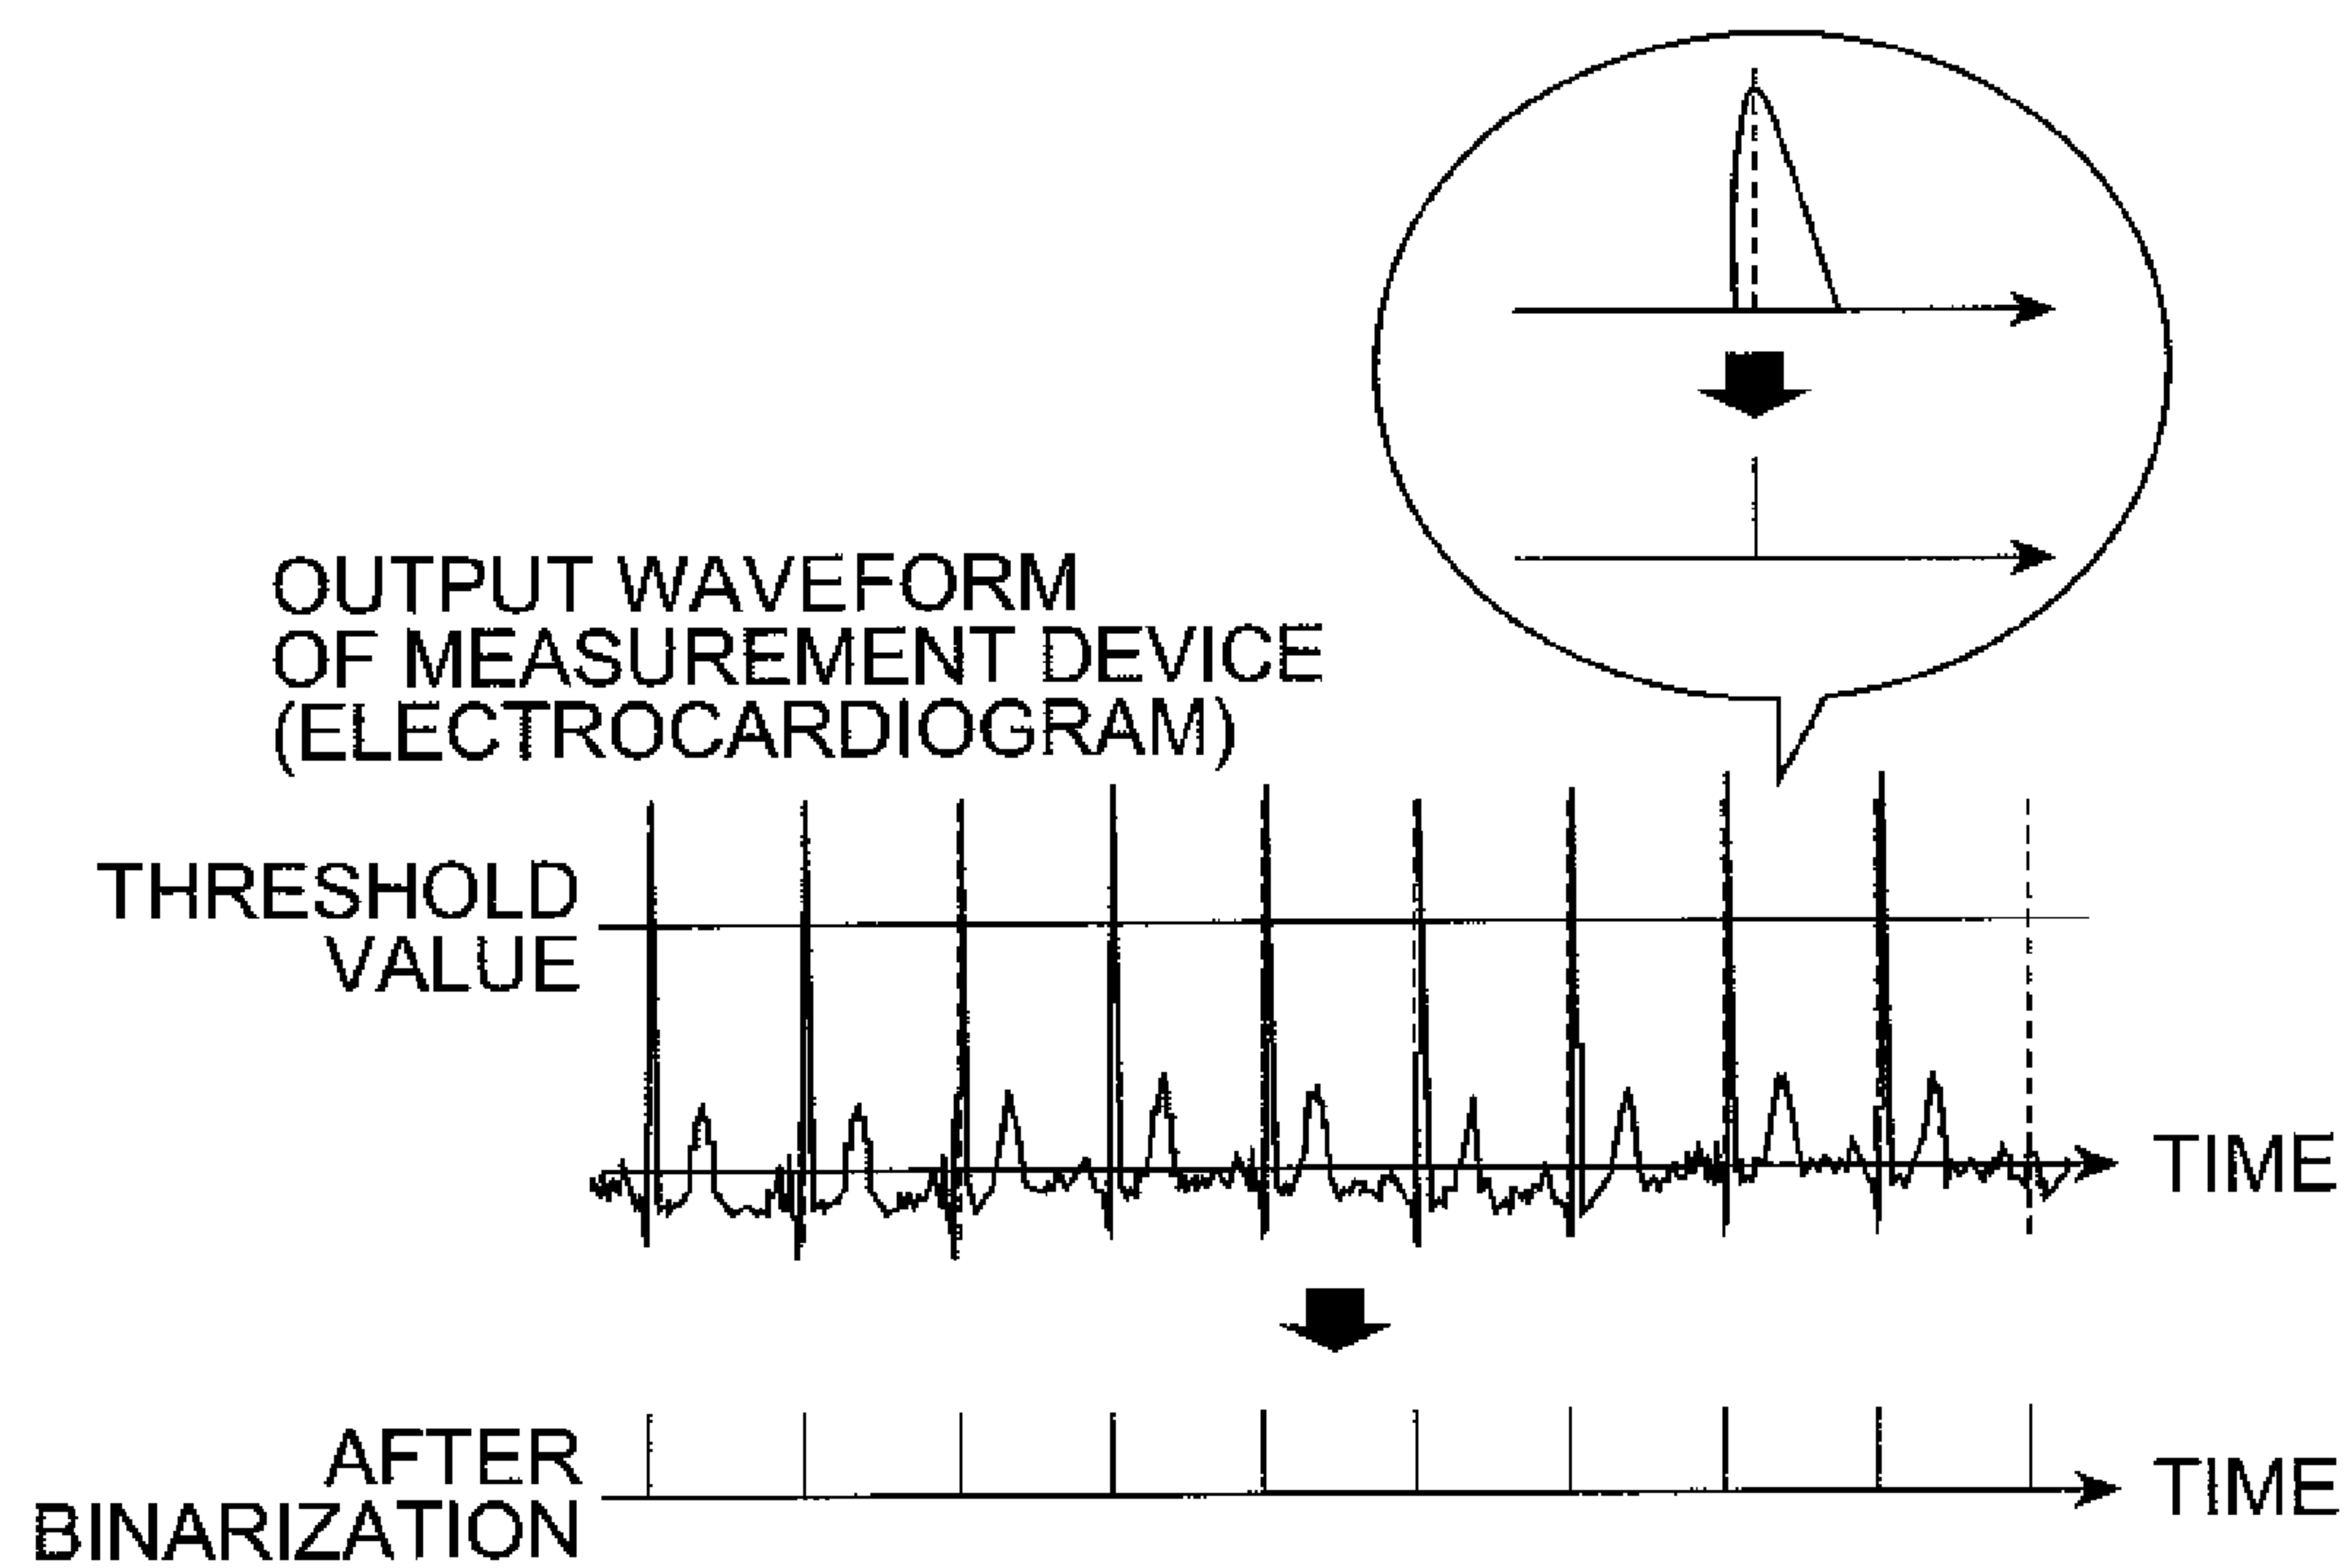 OUTPUT WAVEFORM
OF MEASUREMENT DEVICE
(ELECTROCARDIOGRAM)
THRESHOLD
VALUE
TIME
AFTER
BINARIZATION
TIME